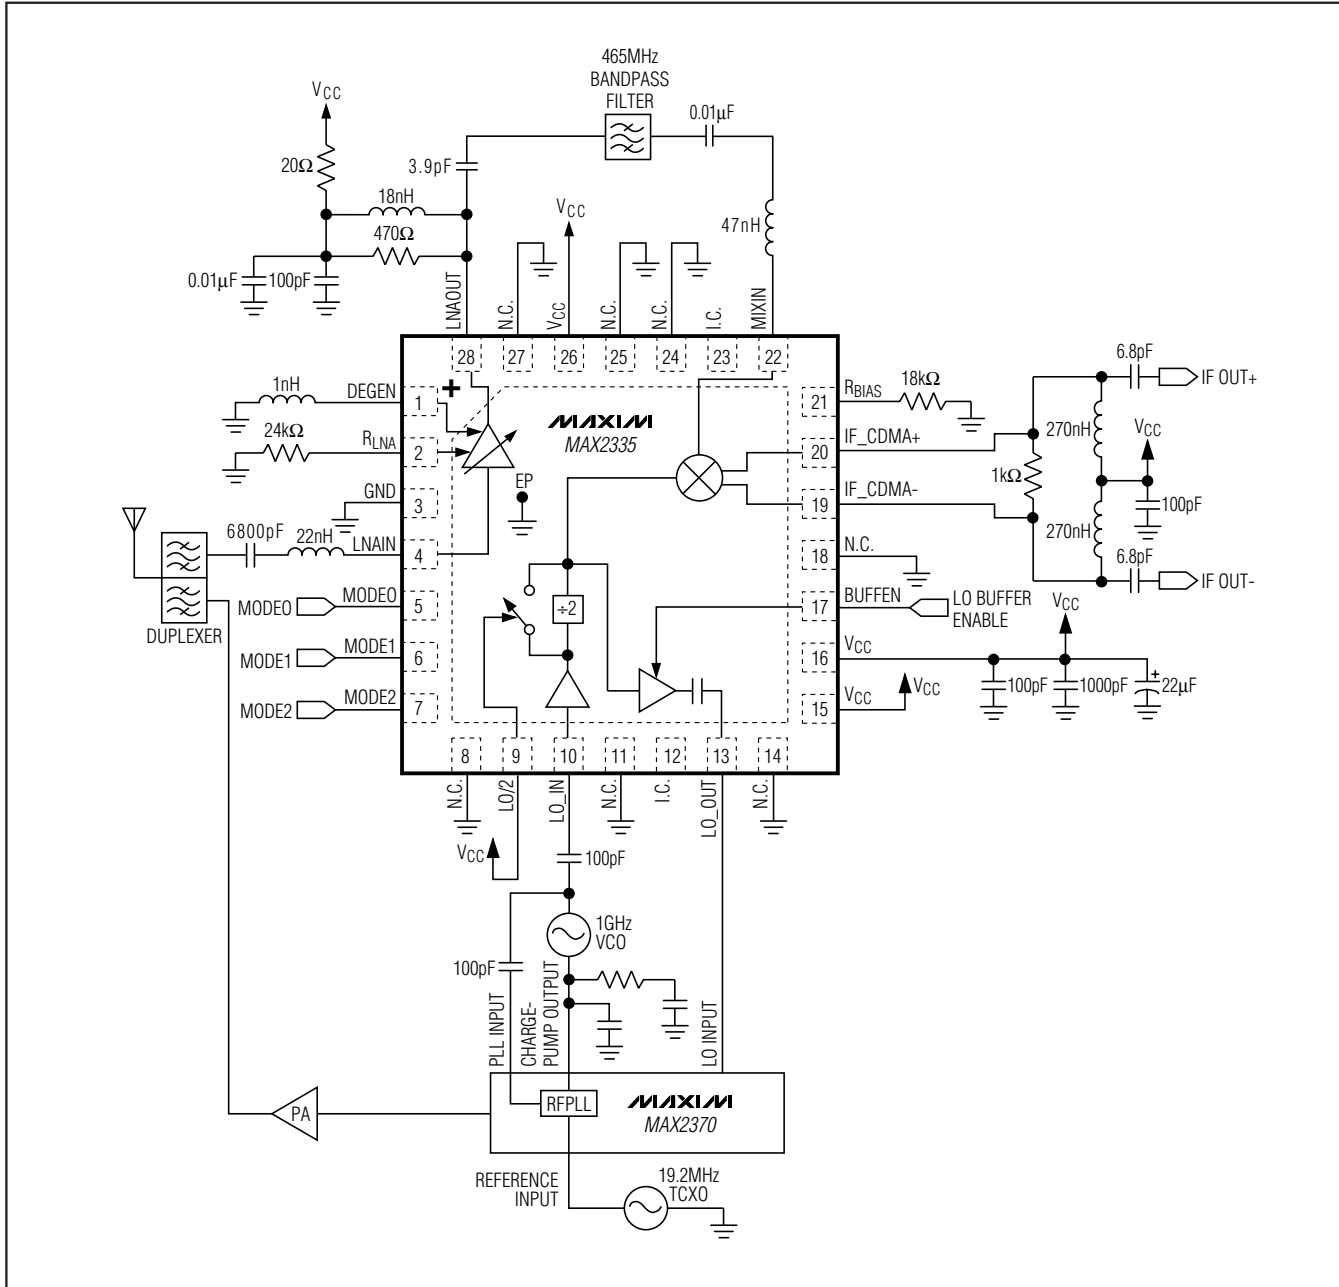 465MHz
BANDPASS
FILTER
VCC
0.01µF
20Ω
3.9pF
18nH
VCC
47nH
470Ω
0.01µF
100pF
LNAOUT
N.C.
VCC
N.C.
N.C.
I.C.
MIXIN
28
27
26
25
24
23
22
6.8pF
IF OUT+
1nH
DEGEN
1
+
MAXIM
MAX2335
21
RBIAS
18kΩ
24kΩ
RLNA
2
20
IF_CDMA+
270nH
VCC
EP
1kΩ
GND
3
19
IF_CDMA-
100pF
6800pF
22nH
LNAIN
4
18
N.C.
270nH
6.8pF
IF OUT-
MODE0
MODE0
5
÷2
17
BUFFEN
LO BUFFER
ENABLE
VCC
DUPLEXER
MODE1
MODE1
6
16
VCC
100pF
1000pF
+
22µF
MODE2
MODE2
7
15
VCC
VCC
8
9
10
11
12
13
14
N.C.
LO/2
LO_IN
N.C.
I.C.
LO_OUT
N.C.
VCC
100pF
1GHz
VCO
100pF
PLL INPUT
CHARGE-
PUMP OUTPUT
LO INPUT
PA
RFPLL
MAXIM
MAX2370
REFERENCE
INPUT
19.2MHz
TCXO